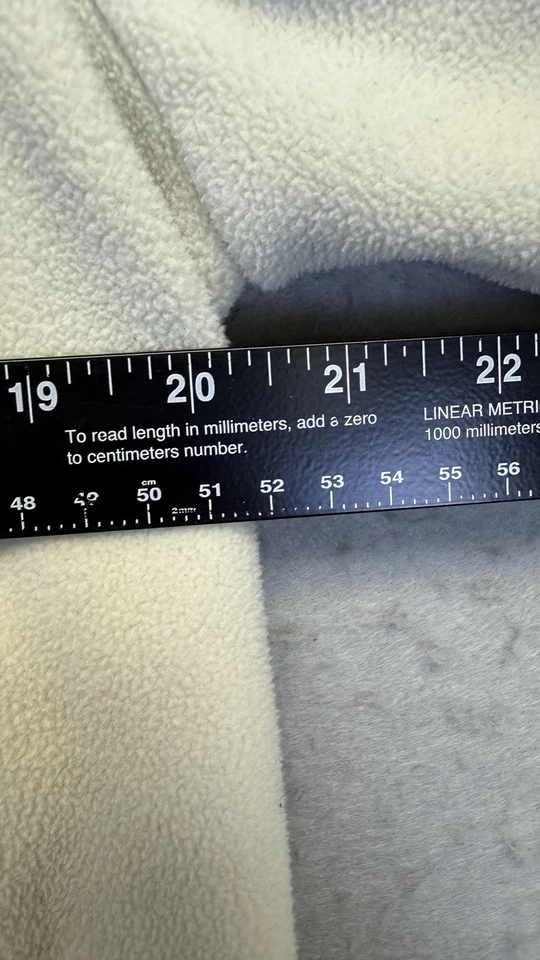 19 20 21 22
To read length in millimeters, add a zero
to centimeters number.
LINEAR METRI
1000 millimeters
cm
48 49 50 51 52 53 54 55 56
2mm